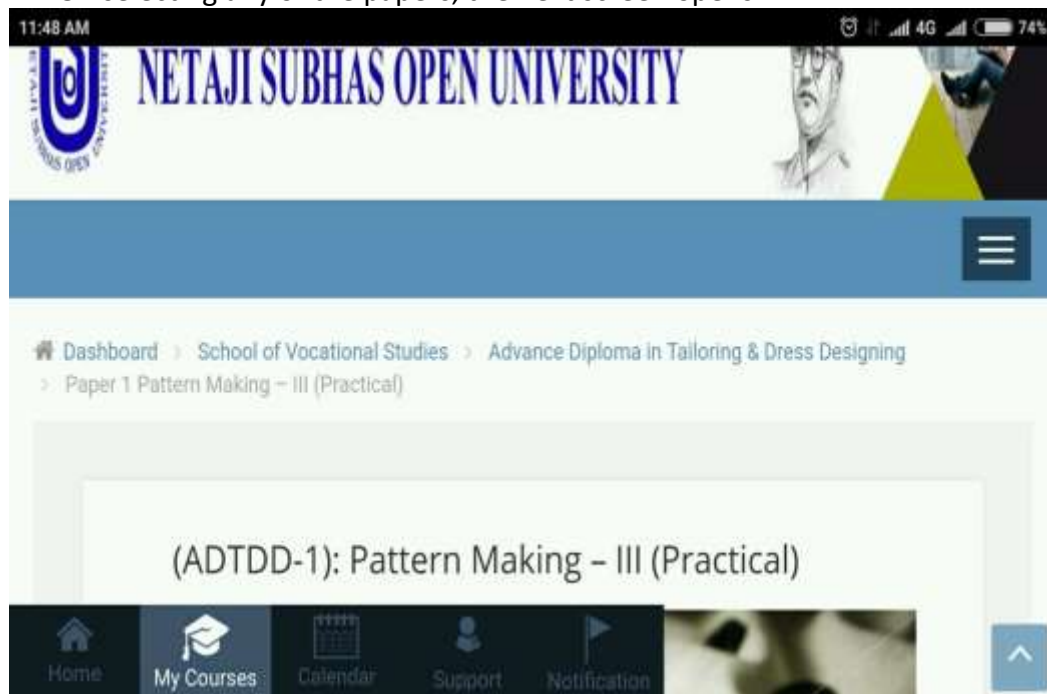 11:48 AM 4G 74%
NETAJI SUBHAS OPEN UNIVERSITY
Dashboard > School of Vocational Studies > Advance Diploma in Tailoring & Dress Designing
> Paper 1 Pattern Making – III (Practical)
(ADTDD-1): Pattern Making – III (Practical)
Home My Courses Calendar Support Notification